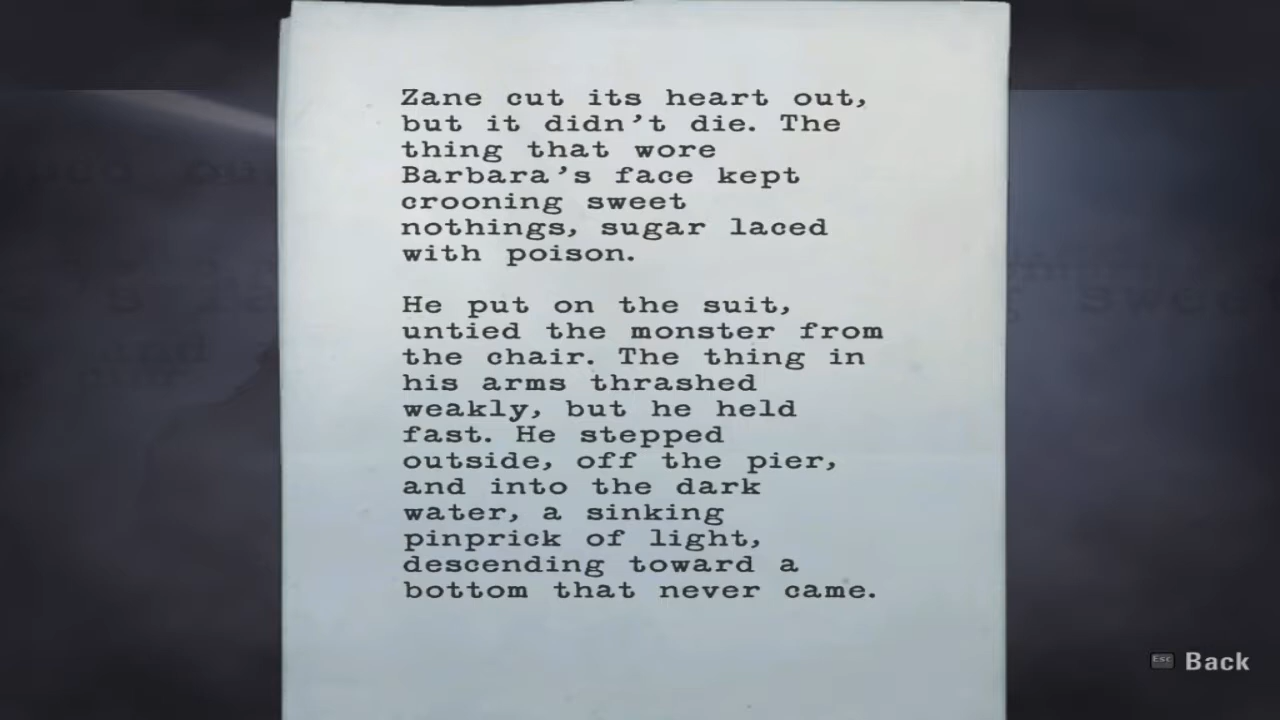 Zane cut its heart out,
but it didn't die. The
thing that wore
Barbara's face kept
crooning sweet
nothings, sugar laced
with poison.
He put on the suit,
untied the monster from
the chair. The thing in
his arms thrashed
weakly, but he held
fast. He stepped
outside, off the pier,
and into the dark
water, a sinking
pinprick of light,
descending toward a
bottom that never came.
Esc Back